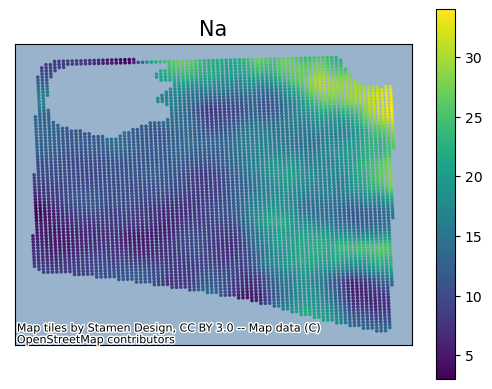 Na
30
25
20
15
10
5
Map tiles by Stamen Design, CC BY 3.0 -- Map data (C)
OpenStreetMap contributors